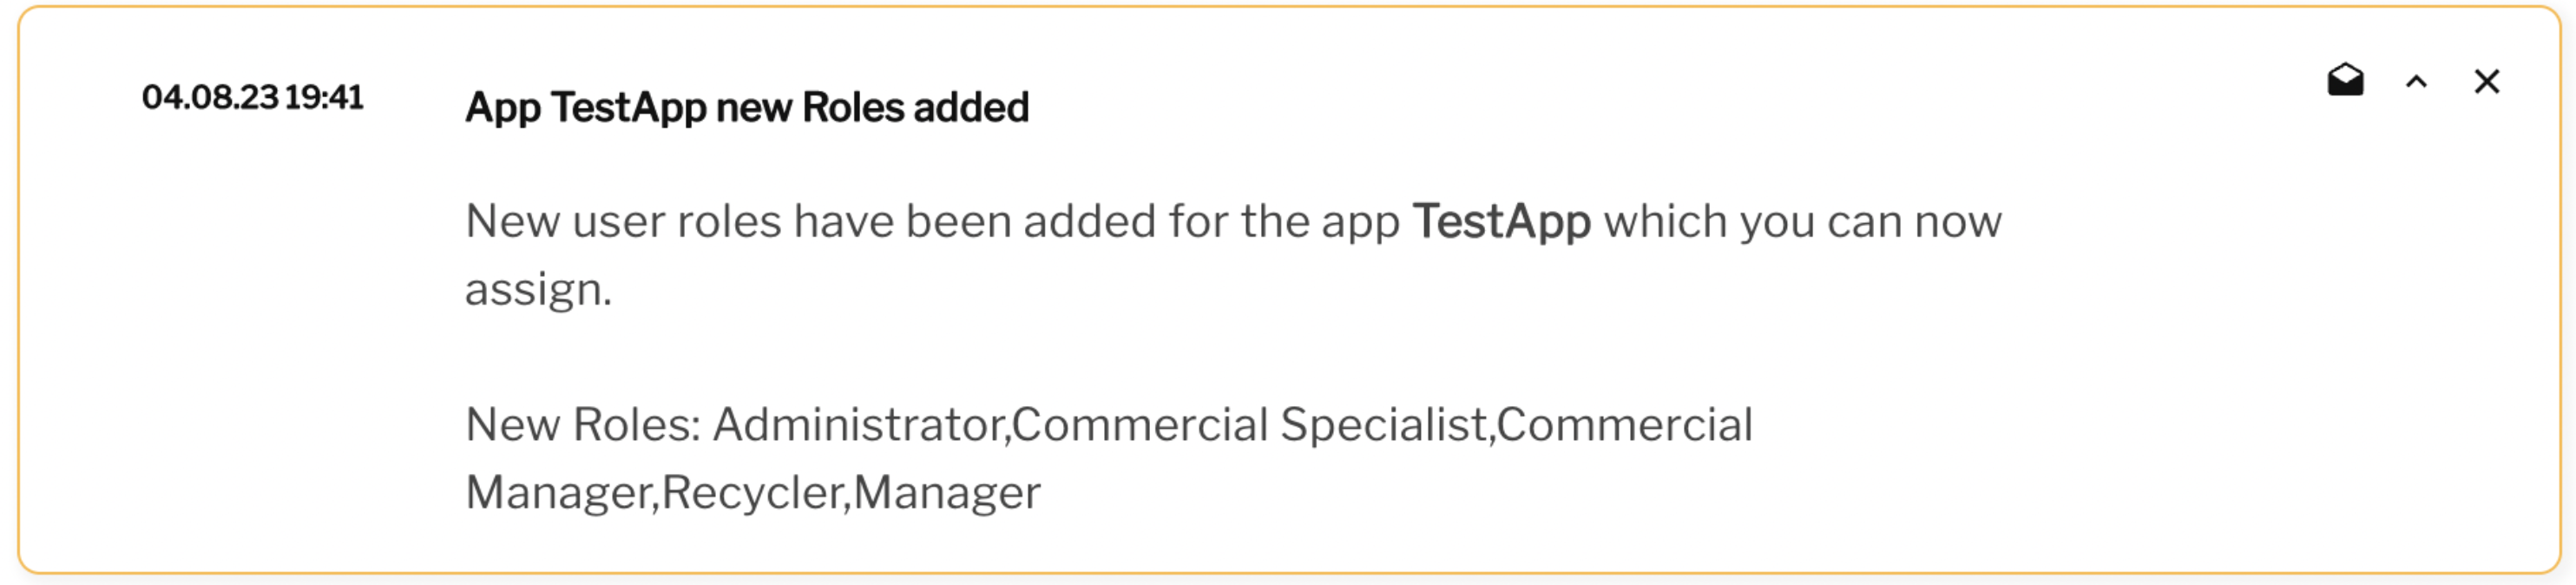 04.08.23 19:41
App TestApp new Roles added
New user roles have been added for the app TestApp which you can now
assign.
New Roles: Administrator,Commercial Specialist,Commercial
Manager,Recycler,Manager